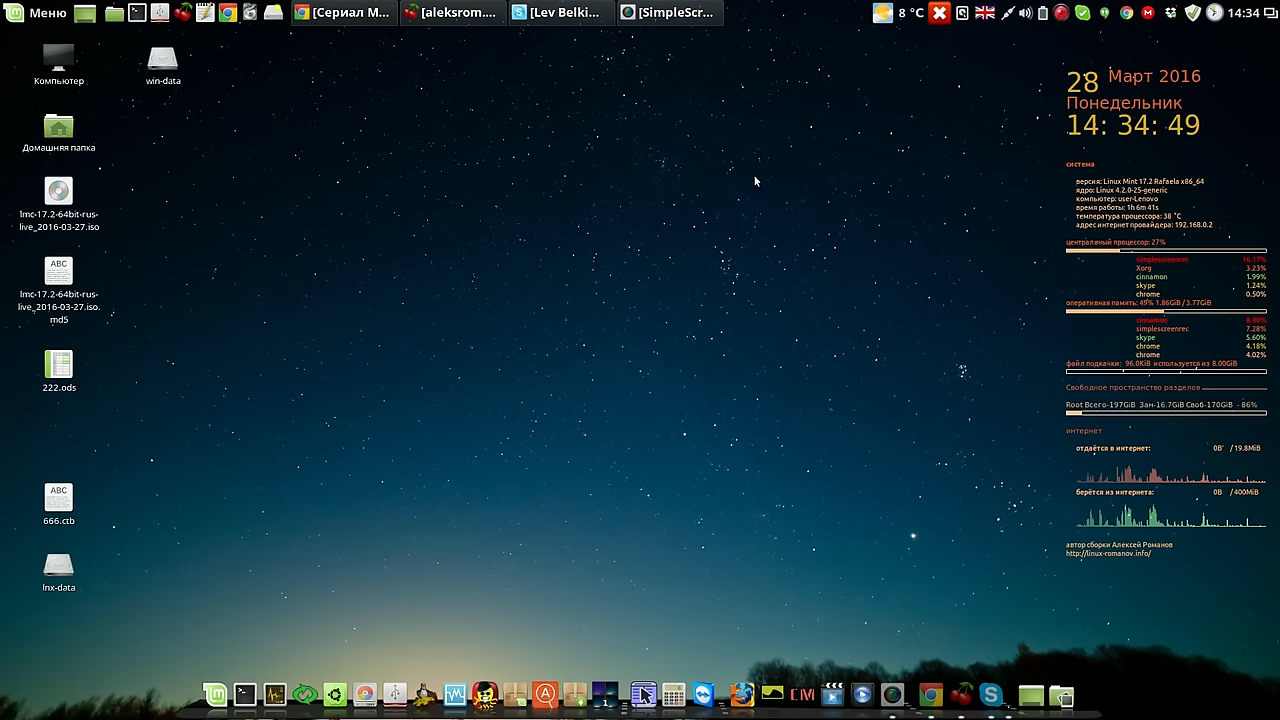 Меню
[Сериал M...
[alex@m...
[Lev Belki...
[SimpleScr...
8 °C
14:34
Компьютер
win-data
Домашняя папка
lmc-17.2-64bit-rus-
live_2016-03-27.iso
ABC
lmc-17.2-64bit-rus-
live_2016-03-27.iso.
md5
222.ods
ABC
666.ctb
lnx-data
28 Март 2016
Понедельник
14: 34: 49
система
версия: Linux Mint 17.2 Rafaela x86_64
ядро: Linux 4.2.0-25-generic
компьютер: user-Lenovo
время работы: 1h 6m 41s
температура процессора: 38 °C
адрес интернет провайдера: 192.168.0.2
центральный процессор: 27%
simplescreenrec 16.17%
Xorg 3.23%
cinnamon 1.99%
skype 1.24%
chrome 0.50%
оперативная память: 49% 1.86GiB / 3.77GiB
cinnamon 8.00%
simplescreenrec 7.28%
skype 5.60%
chrome 4.18%
chrome 4.02%
файл подкачки: 96.0KiB используется из 8.00GiB
Свободное пространство разделов
Root Всего-197GiB Зан-16.7GiB Своб-170GiB - 86%
интернет
отдаётся в интернет: 0B / 19.8MiB
берётся из интернета: 0B / 400MiB
автор сборки Алексей Романов
http://linux-romanov.info/